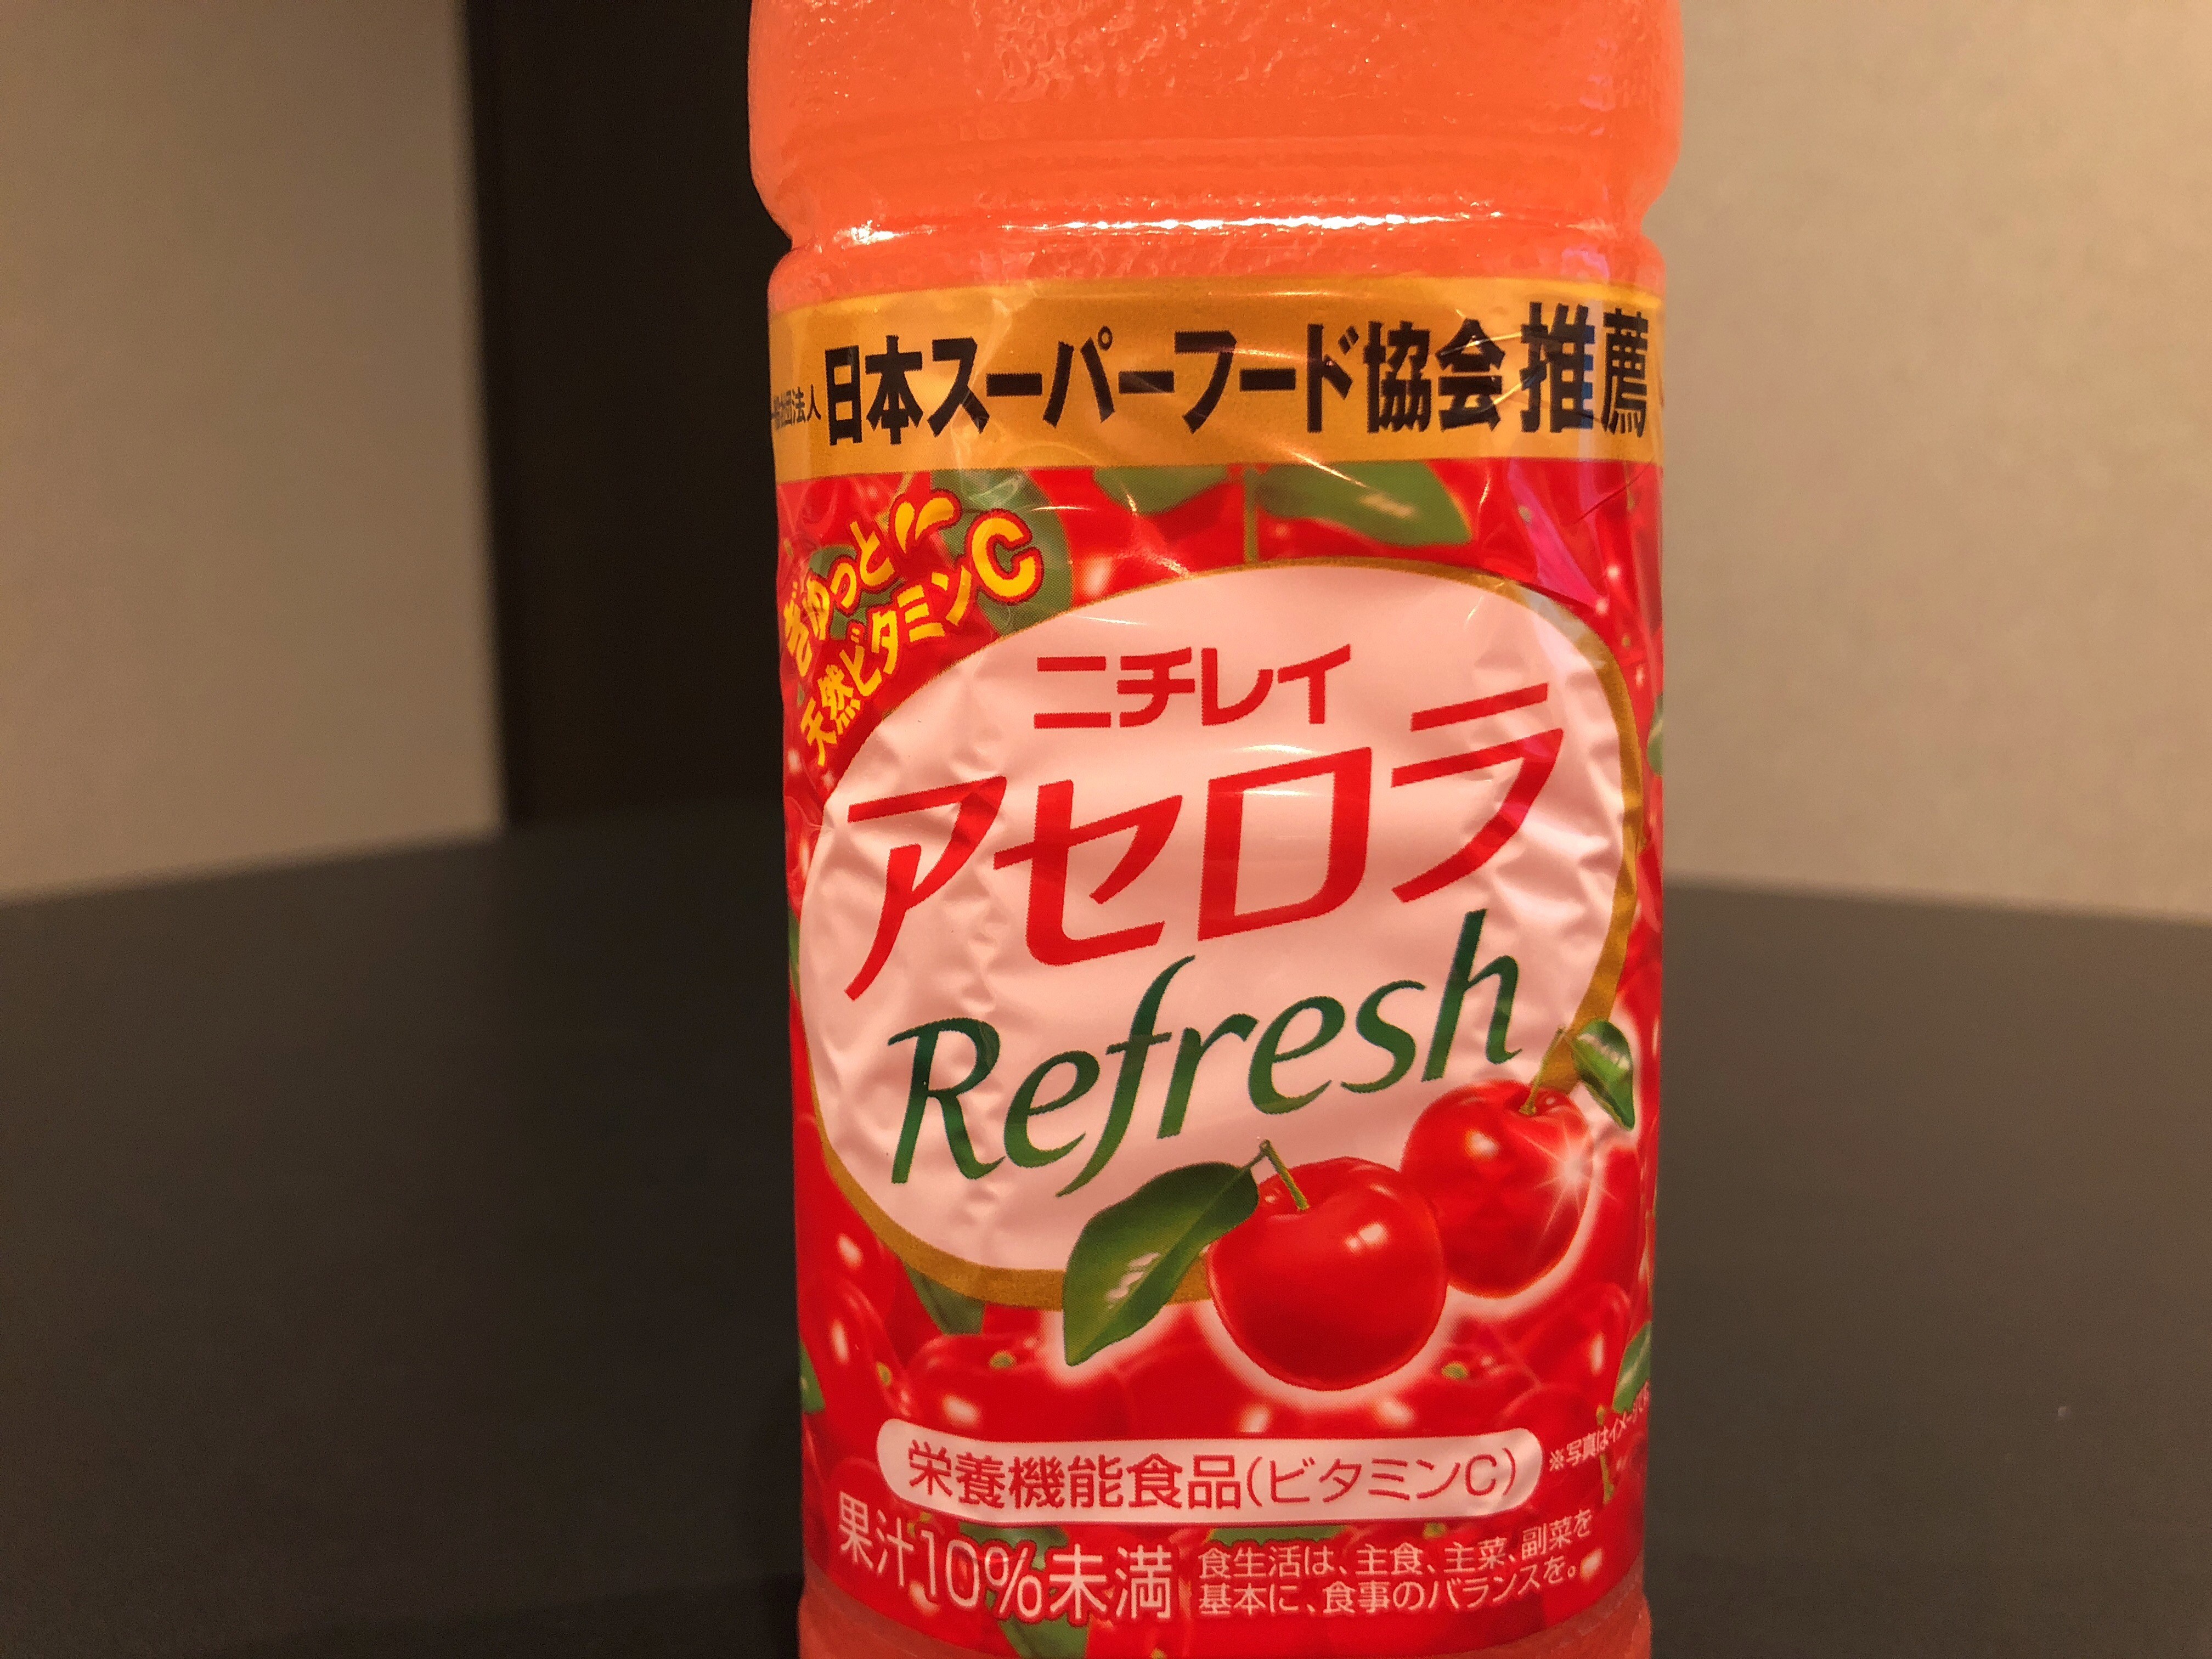 一般社団法人 日本スーパーフード協会 推薦
ぎゅっと
天然ビタミンC
ニチレイ
アセロラ
Refresh
栄養機能食品(ビタミンC)
※写真はイメージ
果汁10%未満
食生活は、主食、主菜、副菜を
基本に、食事のバランスを。